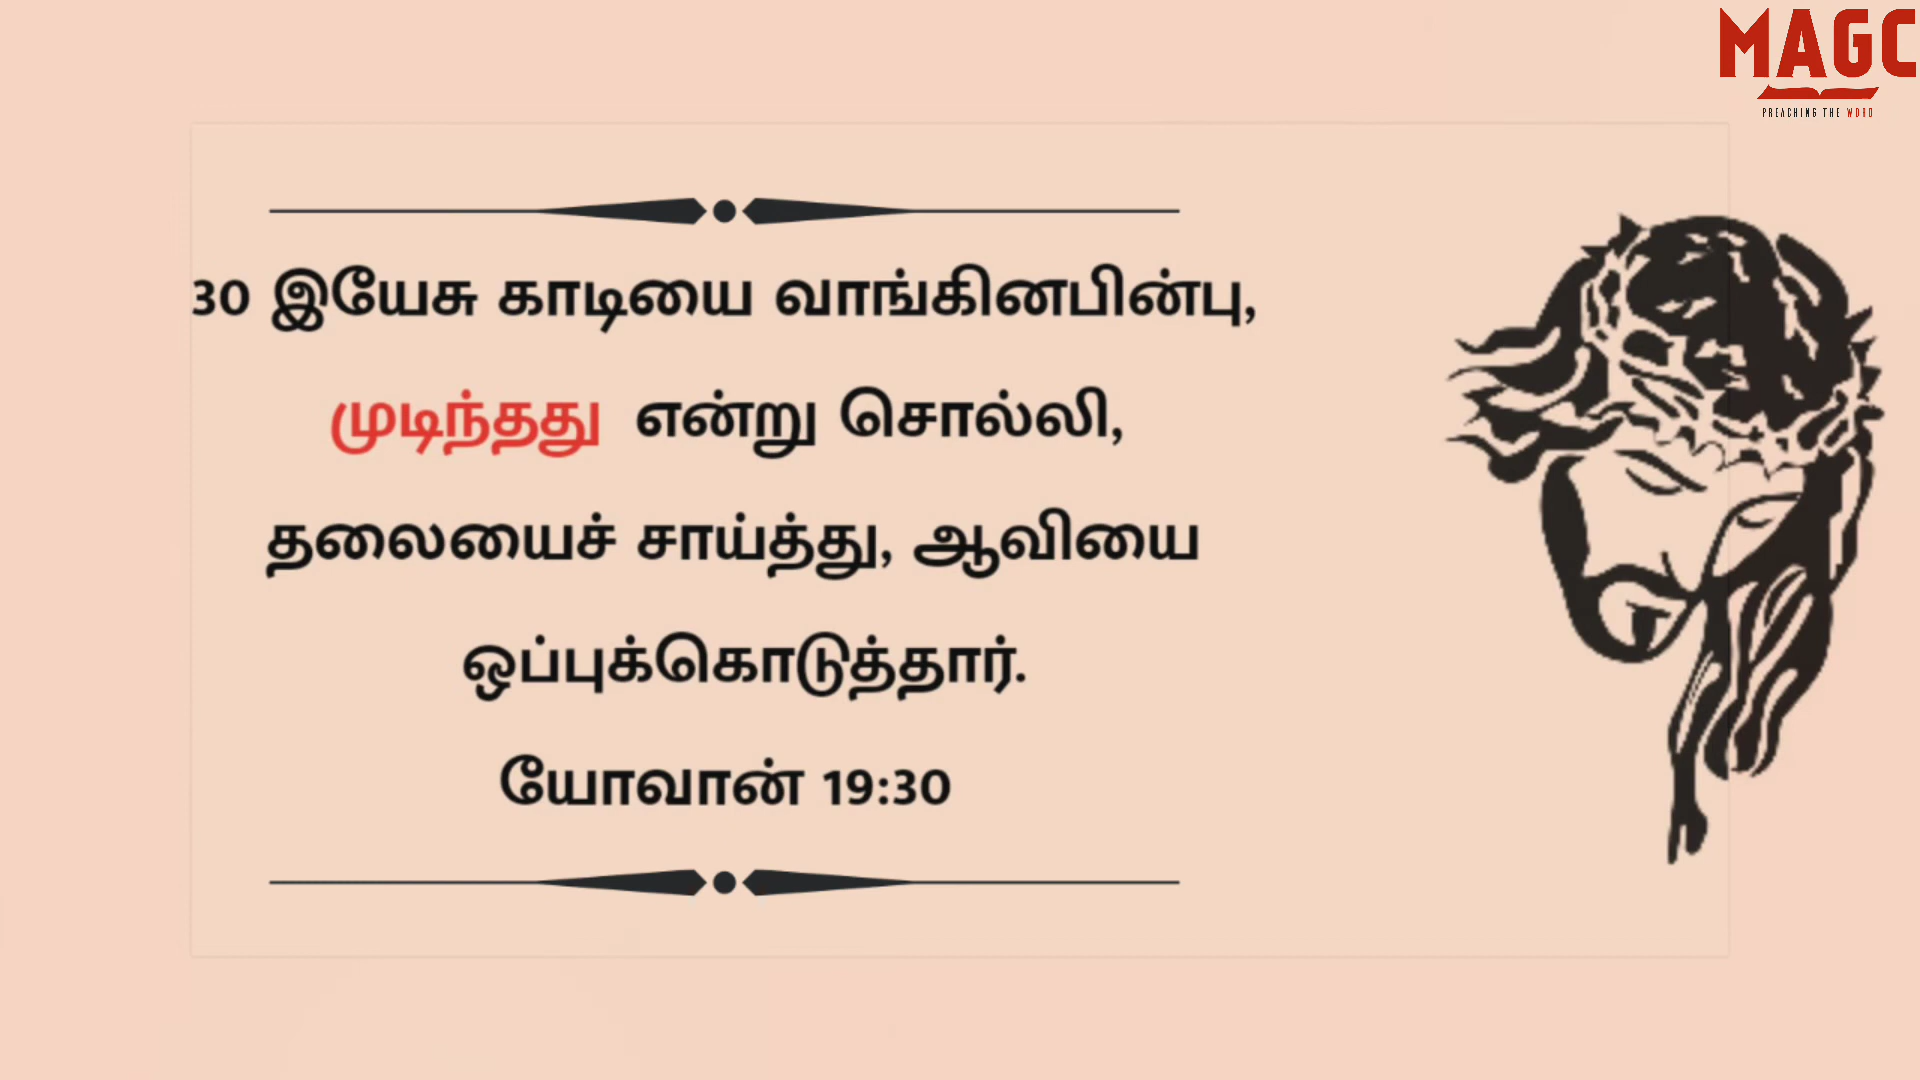 MAGC
PREACHING THE WORD
30 இயேசு காடியை வாங்கினபின்பு,
முடிந்தது என்று சொல்லி,
தலையைச் சாய்த்து, ஆவியை
ஒப்புக்கொடுத்தார்.
யோவான் 19:30